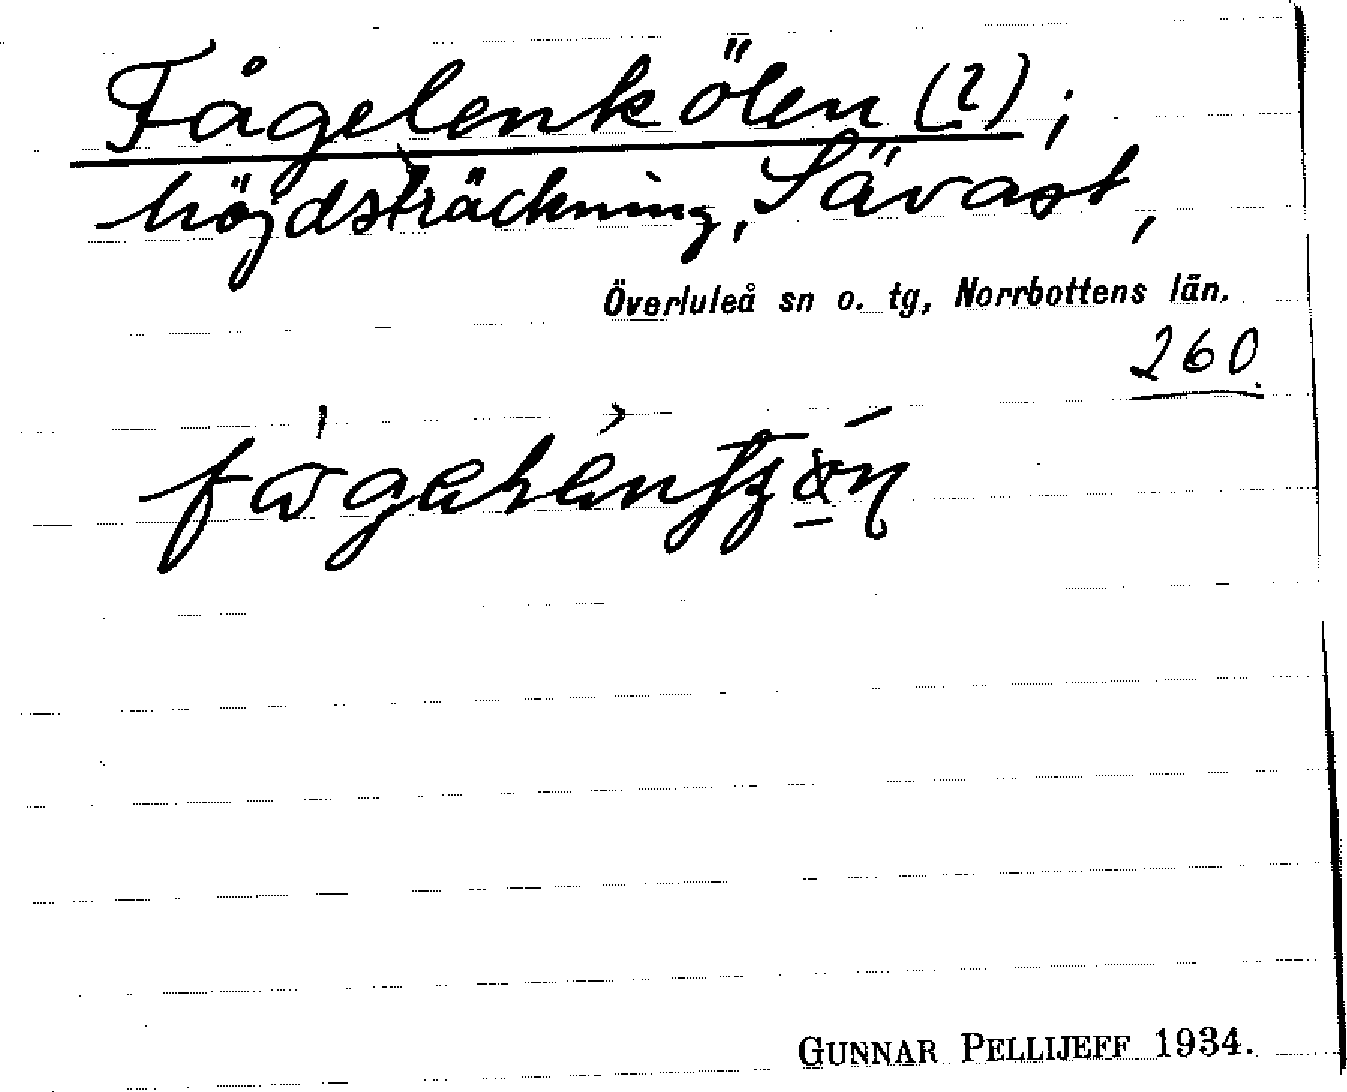 Fågelenkölen (?);
höjdsträckning, Sävast,
Överluleå sn o. tg, Norrbottens län.
260
GUNNAR PELLIJEFF 1934.